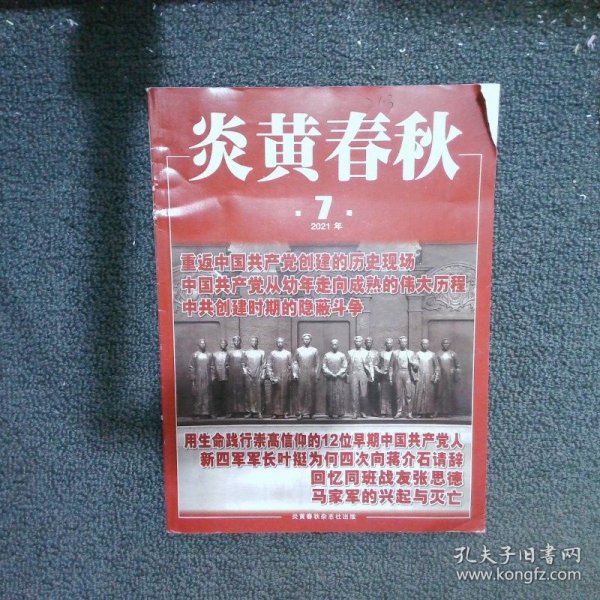 炎黄春秋
第 7 期
2021 年
重返中国共产党创建的历史现场
中国共产党从幼年走向成熟的伟大历程
中共创建时期的隐蔽斗争
用生命践行崇高信仰的12位早期中国共产党人
新四军军长叶挺为何四次向蒋介石请辞
回忆同班战友张思德
马家军的兴起与灭亡
炎黄春秋杂志社出版
孔夫子旧书网
www.kongfz.com